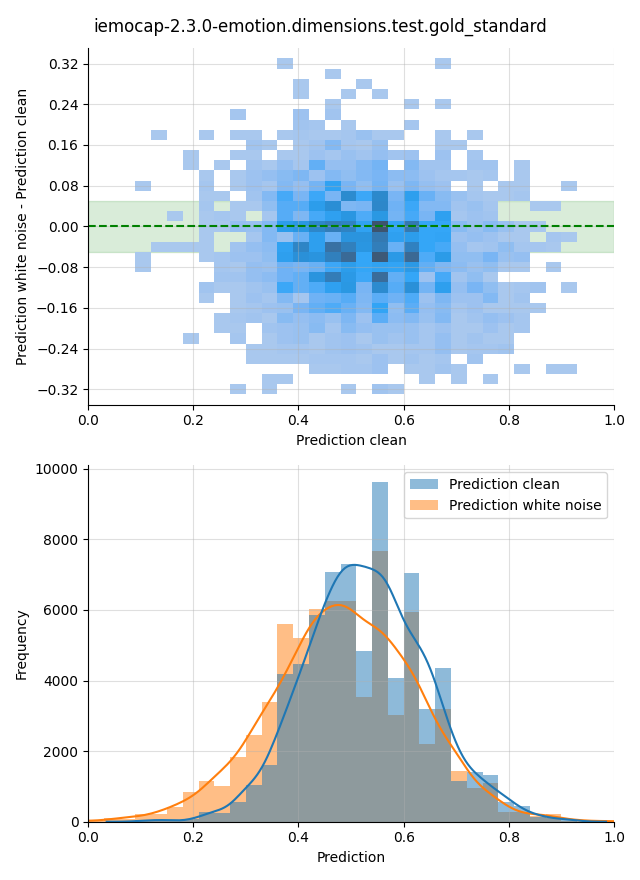 iemocap-2.3.0-emotion.dimensions.test.gold_standard
Prediction white noise - Prediction clean
0.32
0.24
0.16
0.08
0.00
−0.08
−0.16
−0.24
−0.32
0.0 0.2 0.4 0.6 0.8 1.0
Prediction clean
Frequency
10000
8000
6000
4000
2000
0
Prediction clean
Prediction white noise
0.0 0.2 0.4 0.6 0.8 1.0
Prediction